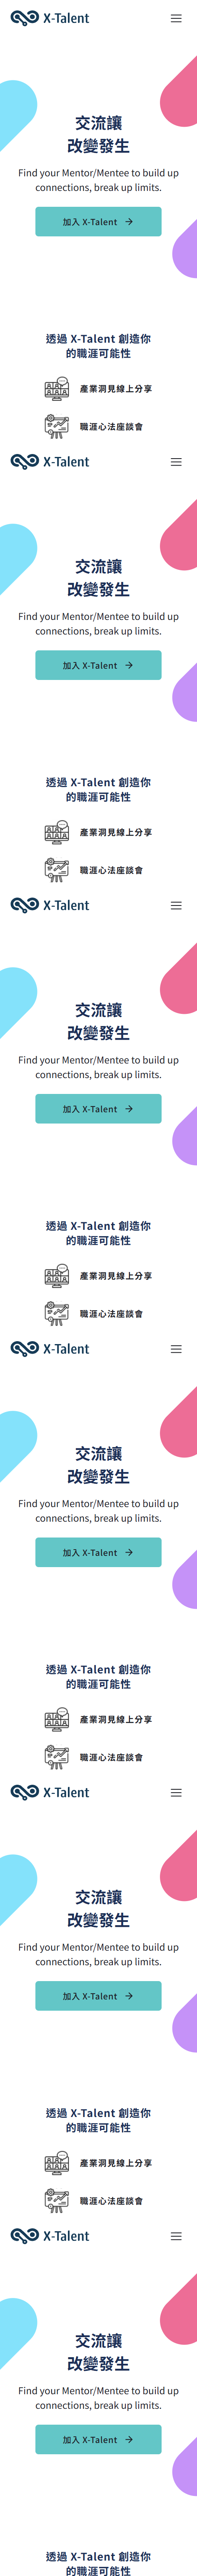 X-Talent
交流讓
改變發生
Find your Mentor/Mentee to build up
connections, break up limits.
加入 X-Talent
透過 X-Talent 創造你
的職涯可能性
產業洞見線上分享
職涯心法座談會
X-Talent
交流讓
改變發生
Find your Mentor/Mentee to build up
connections, break up limits.
加入 X-Talent
透過 X-Talent 創造你
的職涯可能性
產業洞見線上分享
職涯心法座談會
X-Talent
交流讓
改變發生
Find your Mentor/Mentee to build up
connections, break up limits.
加入 X-Talent
透過 X-Talent 創造你
的職涯可能性
產業洞見線上分享
職涯心法座談會
X-Talent
交流讓
改變發生
Find your Mentor/Mentee to build up
connections, break up limits.
加入 X-Talent
透過 X-Talent 創造你
的職涯可能性
產業洞見線上分享
職涯心法座談會
X-Talent
交流讓
改變發生
Find your Mentor/Mentee to build up
connections, break up limits.
加入 X-Talent
透過 X-Talent 創造你
的職涯可能性
產業洞見線上分享
職涯心法座談會
X-Talent
交流讓
改變發生
Find your Mentor/Mentee to build up
connections, break up limits.
加入 X-Talent
透過 X-Talent 創造你
的職涯可能性